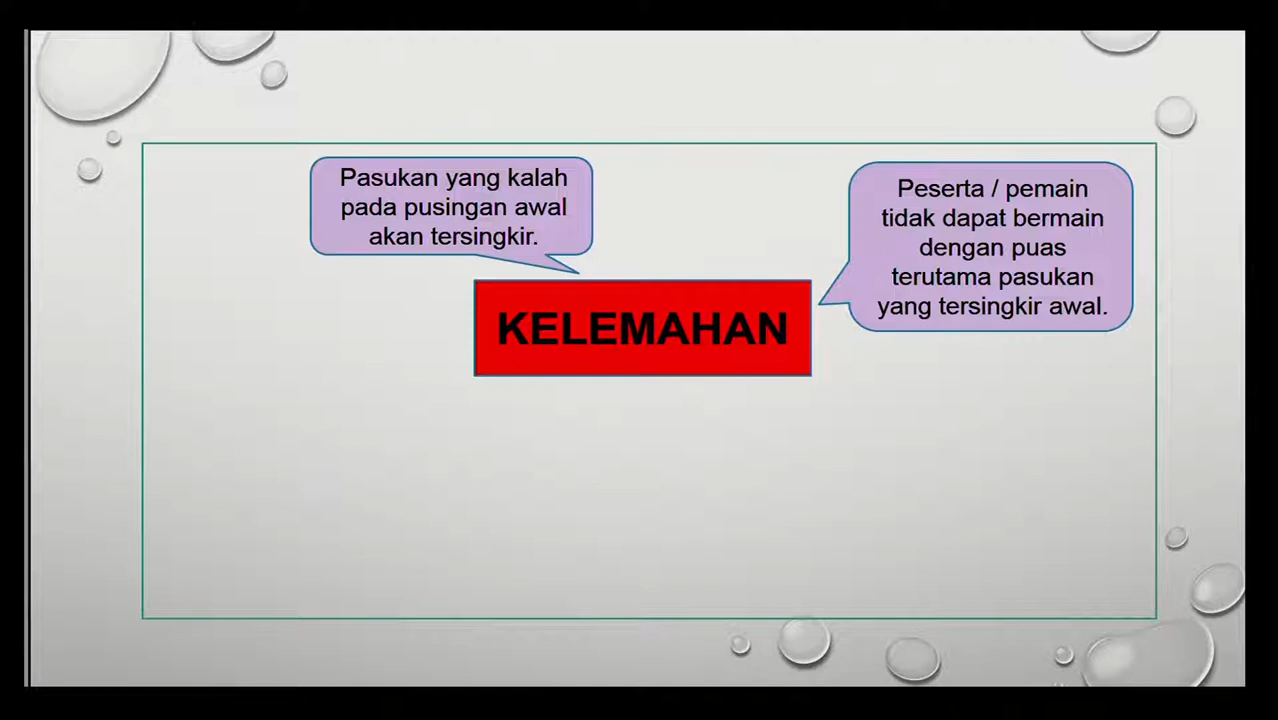 Pasukan yang kalah
pada pusingan awal
akan tersingkir.
Peserta / pemain
tidak dapat bermain
dengan puas
terutama pasukan
yang tersingkir awal.
KELEMAHAN